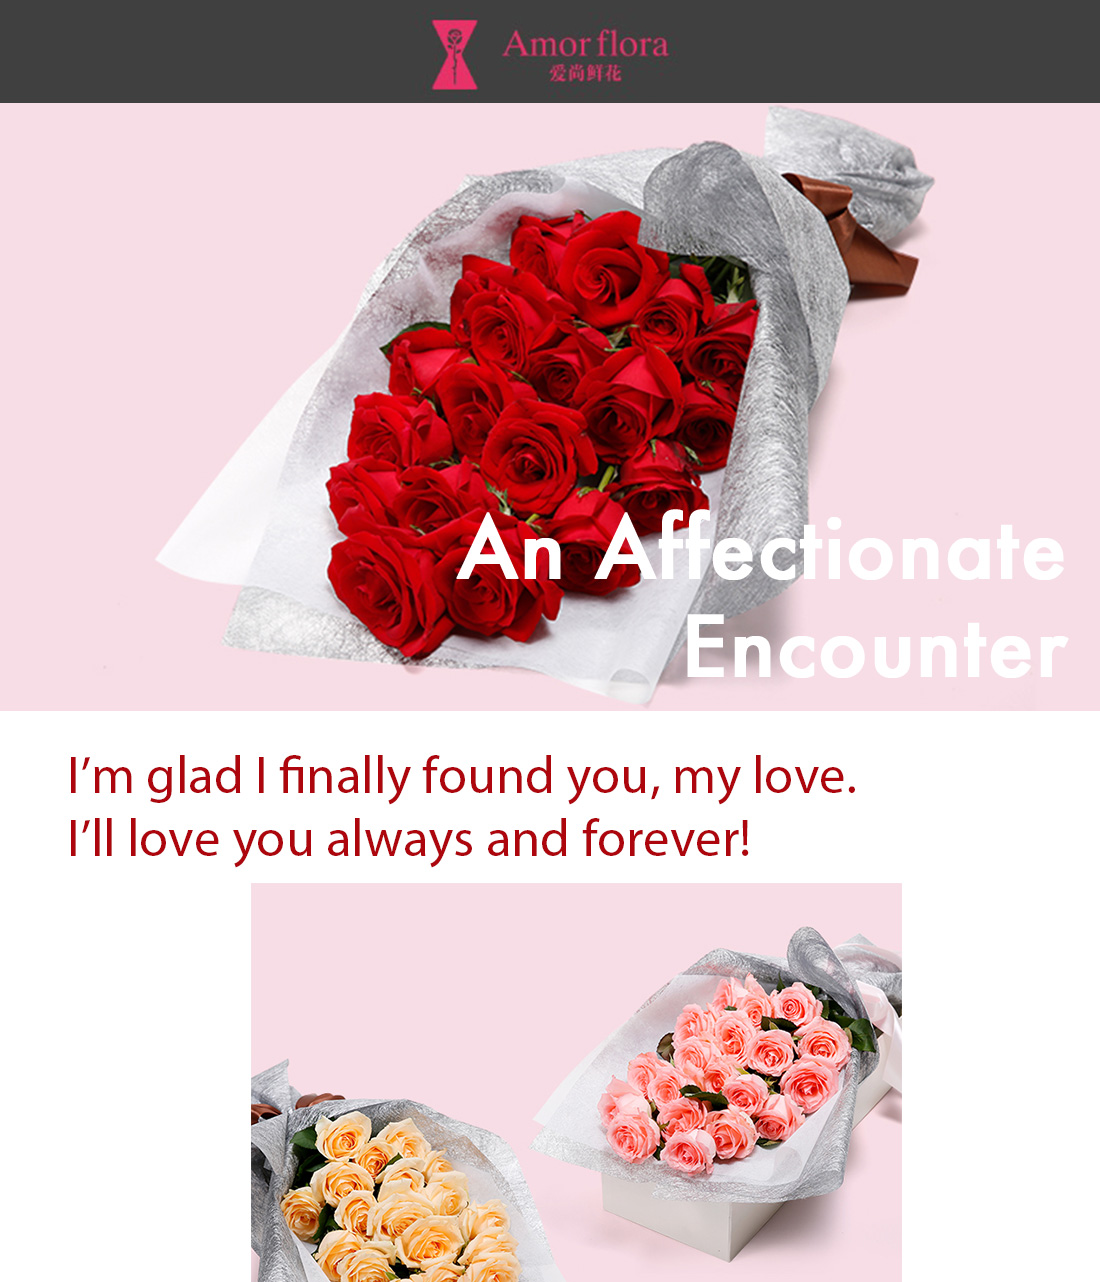 Amor flora
爱尚鲜花
An Affectionate
Encounter
I’m glad I finally found you, my love.
I’ll love you always and forever!